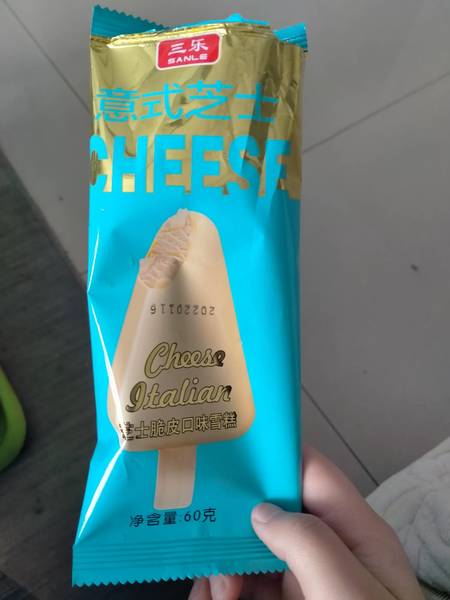 三乐
SANLE
意式芝士
CHEESE
20220116
Cheese
Italian
芝士脆皮口味雪糕
净含量:60克